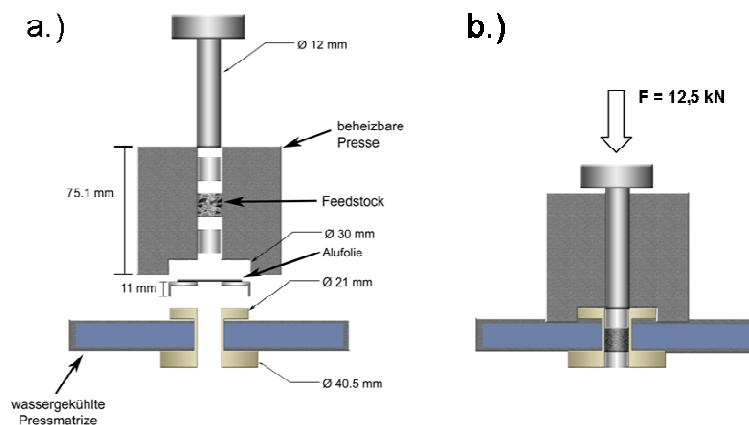 a.)
Ø 12 mm
beheizbare
Presse
75.1 mm
Feedstock
Ø 30 mm
Alufolie
11 mm
Ø 21 mm
Ø 40.5 mm
wassergekühlte
Pressmatrize
b.)
F = 12,5 kN